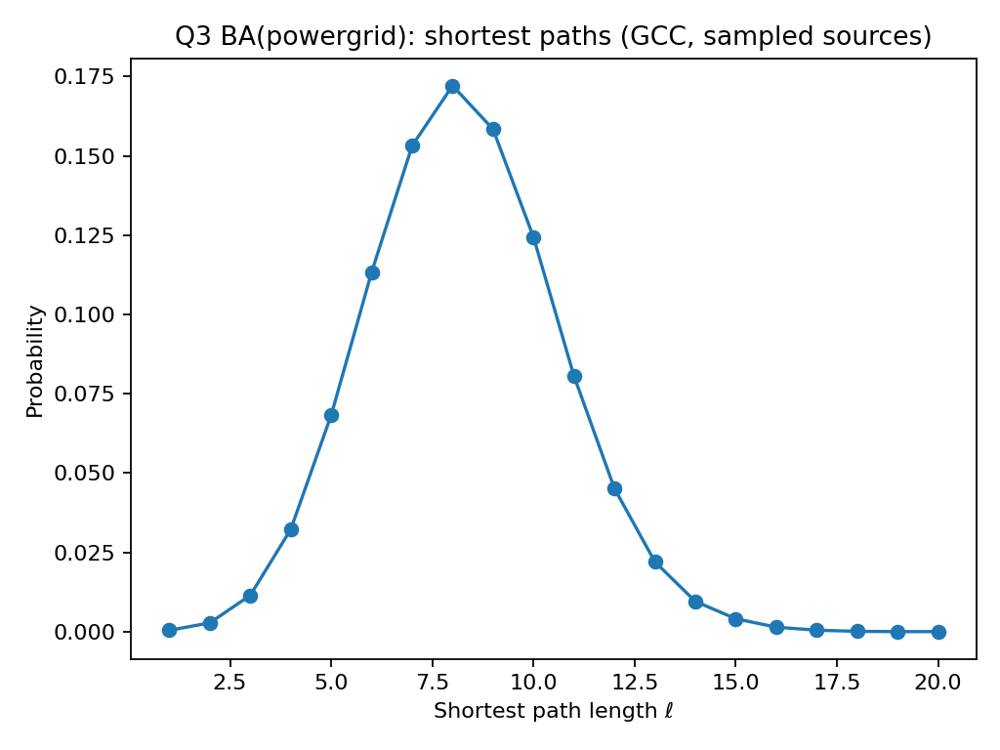 Q3 BA(powergrid): shortest paths (GCC, sampled sources)
Probability
0.175
0.150
0.125
0.100
0.075
0.050
0.025
0.000
2.5 5.0 7.5 10.0 12.5 15.0 17.5 20.0
Shortest path length ℓ